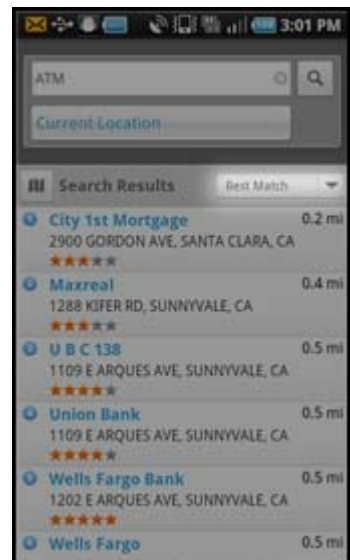 3:01 PM
ATM
Current Location
Search Results Best Match
City 1st Mortgage 0.2 mi
2900 GORDON AVE, SANTA CLARA, CA
Maxreal 0.4 mi
1288 KIFER RD, SUNNYVALE, CA
U B C 138 0.5 mi
1109 E ARQUES AVE, SUNNYVALE, CA
Union Bank 0.5 mi
1109 E ARQUES AVE, SUNNYVALE, CA
Wells Fargo Bank 0.5 mi
1202 E ARQUES AVE, SUNNYVALE, CA
Wells Fargo 0.5 mi